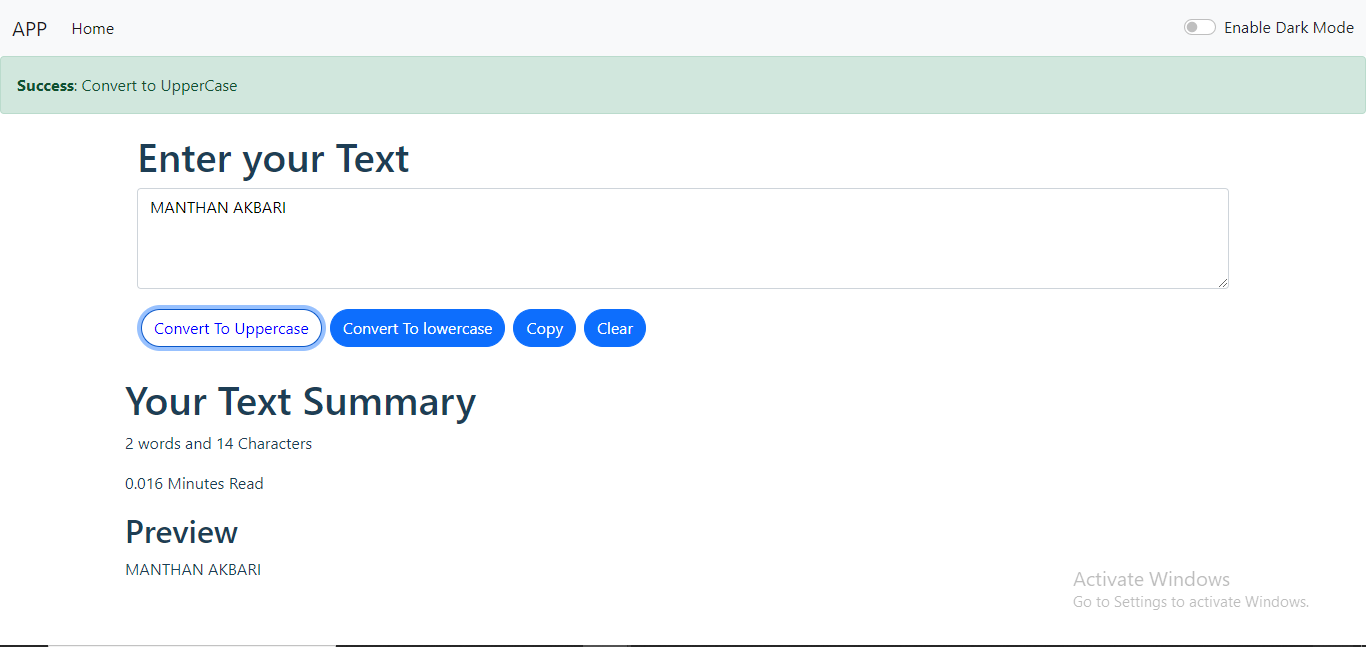 APP Home Enable Dark Mode
Success: Convert to UpperCase
Enter your Text
MANTHAN AKBARI
Convert To Uppercase Convert To lowercase Copy Clear
Your Text Summary
2 words and 14 Characters
0.016 Minutes Read
Preview
MANTHAN AKBARI
Activate Windows
Go to Settings to activate Windows.